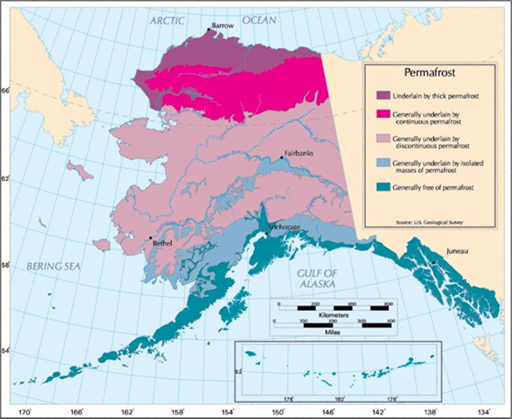 ARCTIC OCEAN
Barrow
Permafrost
Underlain by thick permafrost
Generally underlain by
continuous permafrost
Generally underlain by
discontinuous permafrost
Generally underlain by isolated
masses of permafrost
Generally free of permafrost
Source: U.S. Geological Survey
66
Fairbanks
62
Bethel
Anchorage
Juneau
58
BERING SEA
GULF OF
ALASKA
0 200 400 600 800
Kilometers
0 100 200 300 400
Miles
54
52
178 180 178
170 162 158 154 150 146 142 138 134